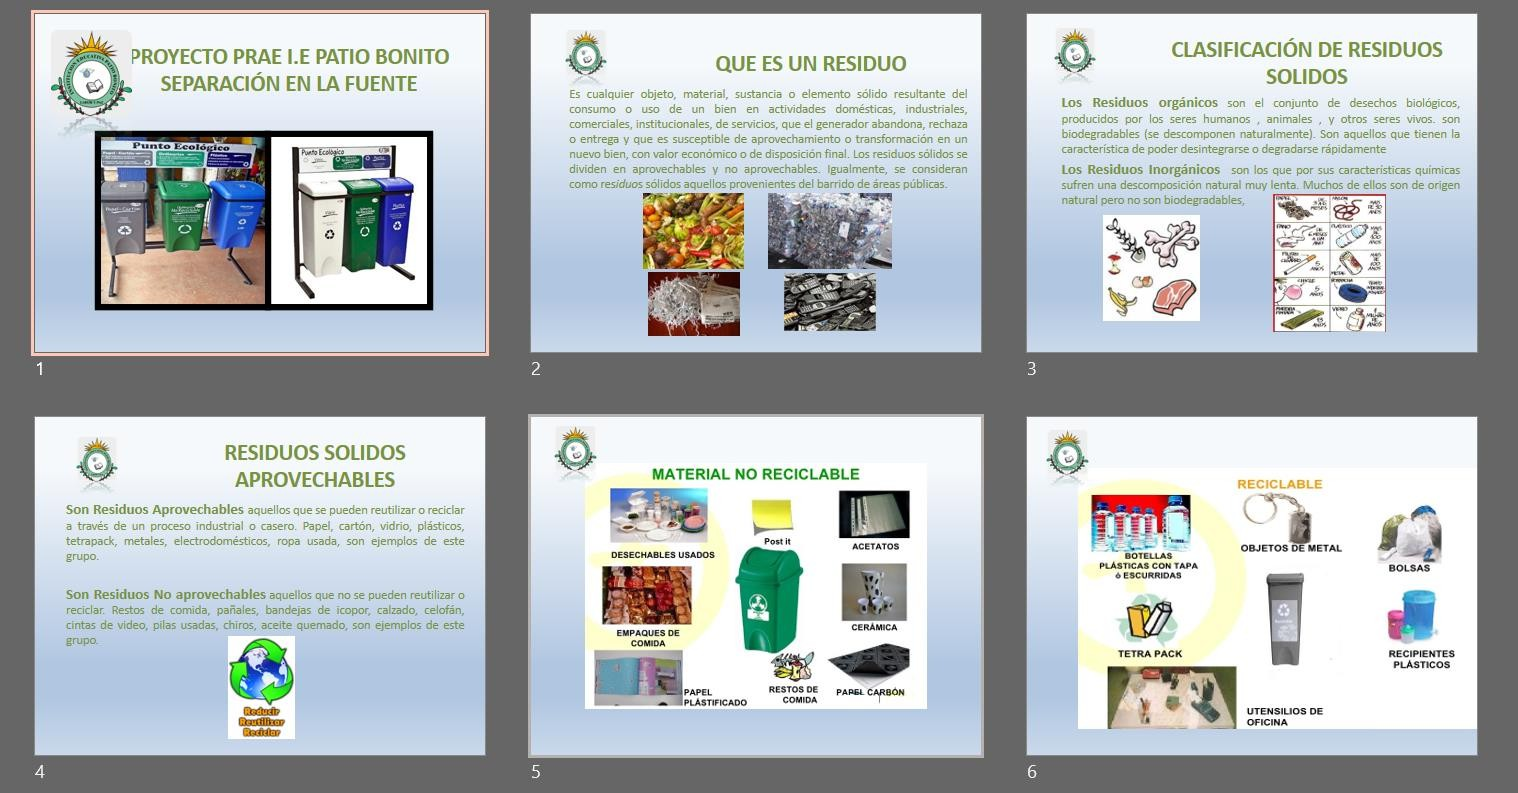 PROYECTO PRAE I.E PATIO BONITO
SEPARACIÓN EN LA FUENTE
Punto Ecológico
Punto Ecológico
1
QUE ES UN RESIDUO
Es cualquier objeto, material, sustancia o elemento sólido resultante del
consumo o uso de un bien en actividades domésticas, industriales,
comerciales, institucionales, de servicios, que el generador abandona, rechaza
o entrega y que es susceptible de aprovechamiento o transformación en un
nuevo bien, con valor económico o de disposición final. Los residuos sólidos se
dividen en aprovechables y no aprovechables. Igualmente, se consideran
como residuos sólidos aquellos provenientes del barrido de áreas públicas.
2
CLASIFICACIÓN DE RESIDUOS
SOLIDOS
Los Residuos orgánicos son el conjunto de desechos biológicos,
producidos por los seres humanos , animales , y otros seres vivos. son
biodegradables (se descomponen naturalmente). Son aquellos que tienen la
característica de poder desintegrarse o degradarse rápidamente
Los Residuos Inorgánicos son los que por sus características químicas
sufren una descomposición natural muy lenta. Muchos de ellos son de origen
natural pero no son biodegradables,
3
RESIDUOS SOLIDOS
APROVECHABLES
Son Residuos Aprovechables aquellos que se pueden reutilizar o reciclar
a través de un proceso industrial o casero. Papel, cartón, vidrio, plásticos,
tetrapack, metales, electrodomésticos, ropa usada, son ejemplos de este
grupo.
Son Residuos No aprovechables aquellos que no se pueden reutilizar o
reciclar. Restos de comida, pañales, bandejas de icopor, calzado, celofán,
cintas de video, pilas usadas, chiros, aceite quemado, son ejemplos de este
grupo.
Reducir
Reutilizar
Reciclar
4
MATERIAL NO RECICLABLE
DESECHABLES USADOS
Post it
ACETATOS
EMPAQUES DE
COMIDA
CERÁMICA
PAPEL
PLÁSTIFICADO
RESTOS DE
COMIDA
PAPEL CARBÓN
5
RECICLABLE
BOTELLAS
PLÁSTICAS CON TAPA
ó ESCURRIDAS
OBJETOS DE METAL
BOLSAS
TETRA PACK
RECIPIENTES
PLÁSTICOS
UTENSILIOS DE
OFICINA
6